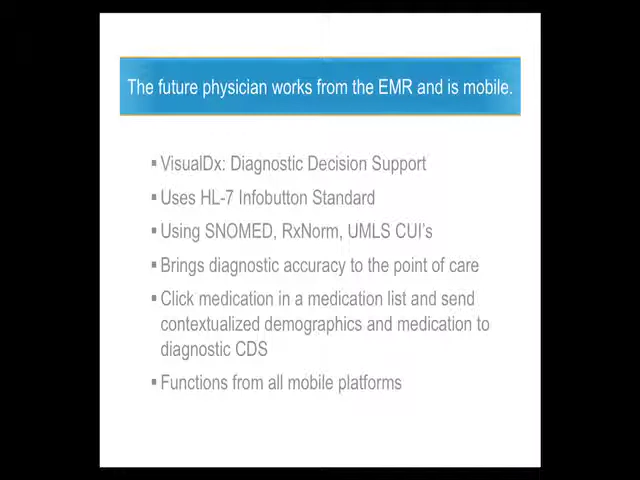 The future physician works from the EMR and is mobile.
▪ VisualDx: Diagnostic Decision Support
▪ Uses HL-7 Infobutton Standard
▪ Using SNOMED, RxNorm, UMLS CUI's
▪ Brings diagnostic accuracy to the point of care
▪ Click medication in a medication list and send
contextualized demographics and medication to
diagnostic CDS
▪ Functions from all mobile platforms